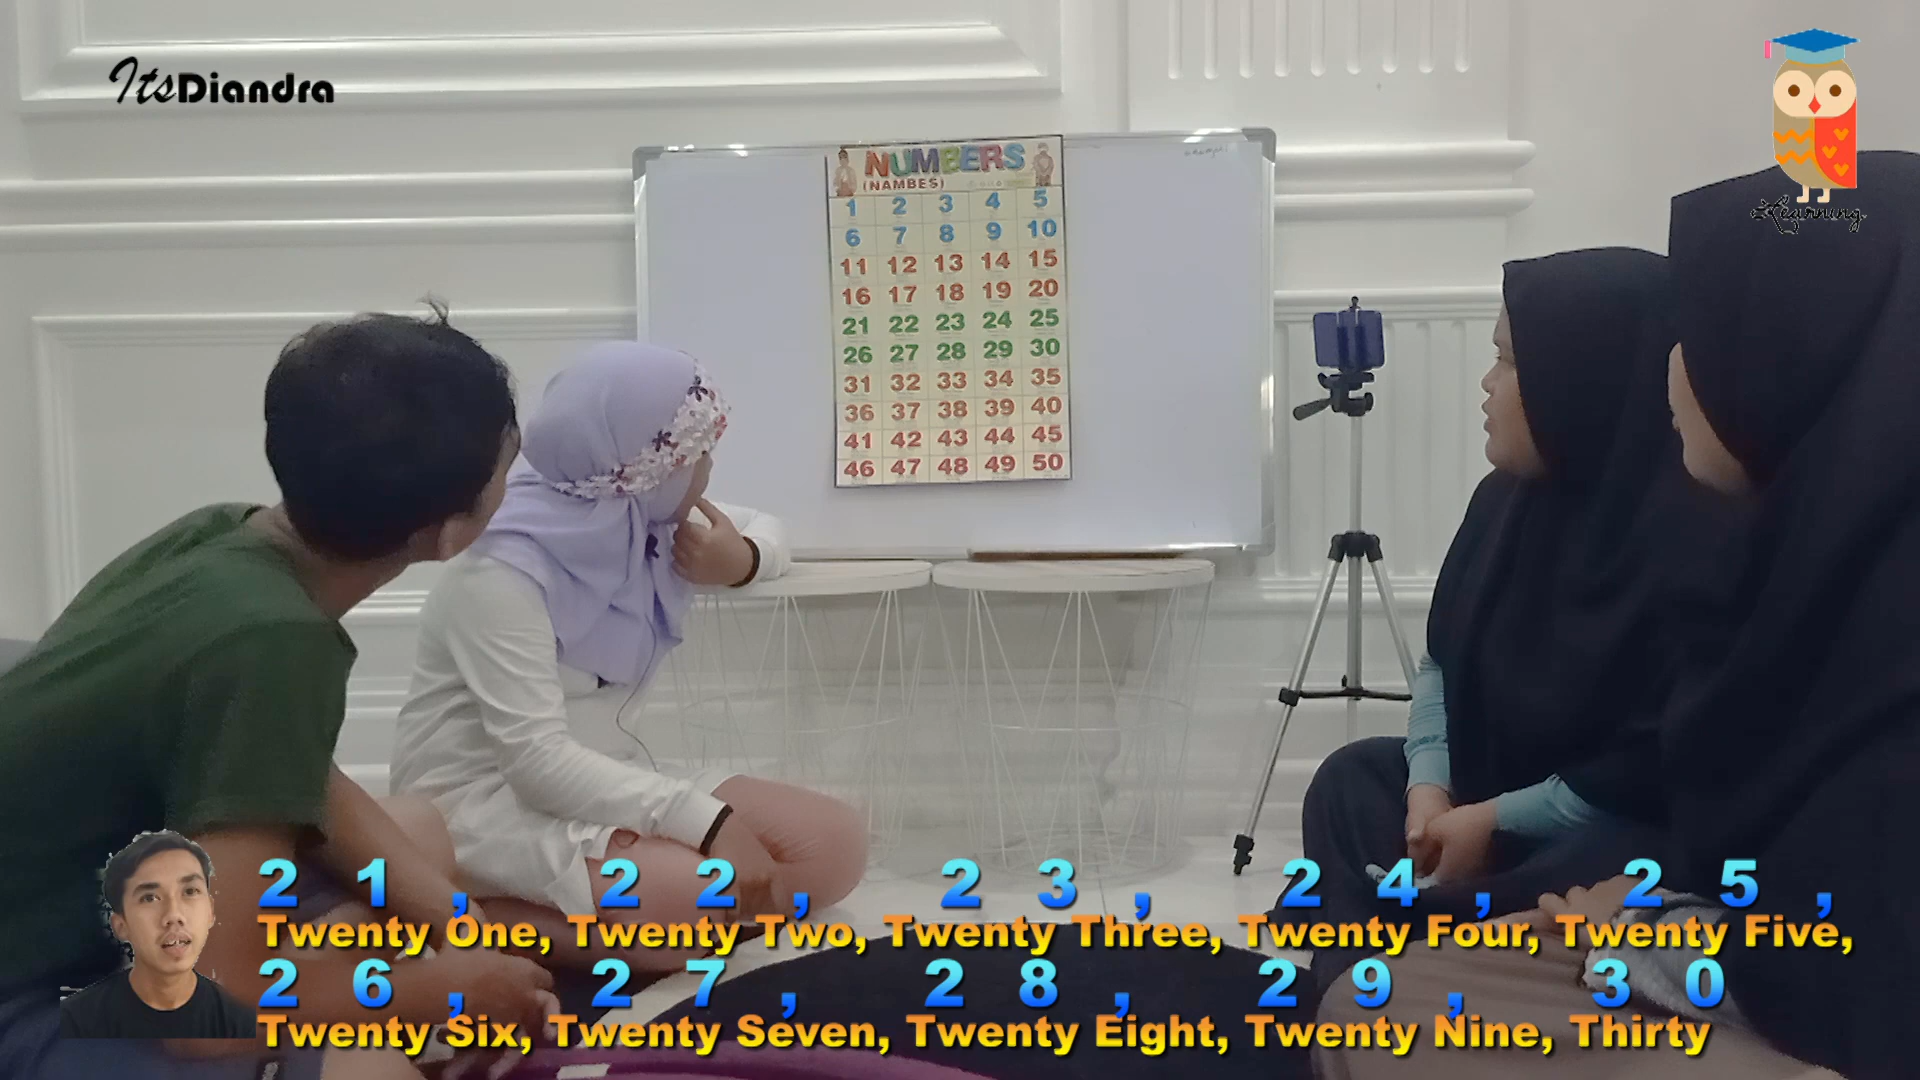 ItsDiandra
Learning
NUMBERS
(NAMBES)
1 2 3 4 5
6 7 8 9 10
11 12 13 14 15
16 17 18 19 20
21 22 23 24 25
26 27 28 29 30
31 32 33 34 35
36 37 38 39 40
41 42 43 44 45
46 47 48 49 50
21, 22, 23, 24, 25,
Twenty One, Twenty Two, Twenty Three, Twenty Four, Twenty Five,
26, 27, 28, 29, 30
Twenty Six, Twenty Seven, Twenty Eight, Twenty Nine, Thirty